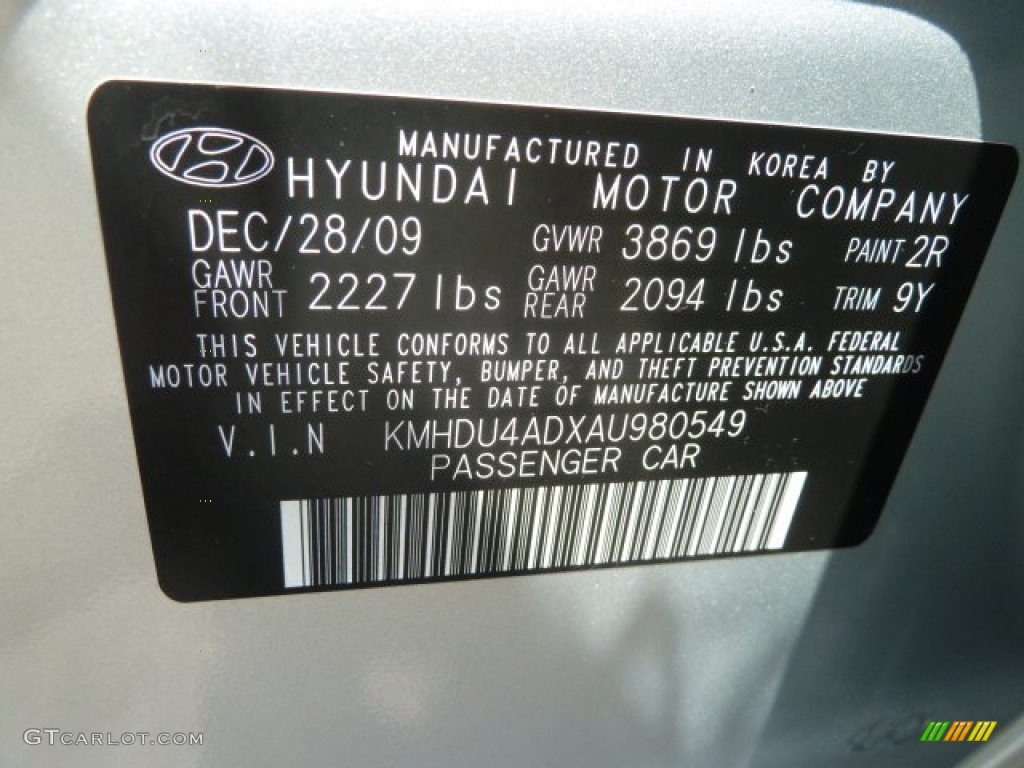 MANUFACTURED IN KOREA BY
HYUNDAI MOTOR COMPANY
DEC/28/09 GVWR 3869 lbs PAINT 2R
GAWR FRONT 2227 lbs GAWR REAR 2094 lbs TRIM 9Y
THIS VEHICLE CONFORMS TO ALL APPLICABLE U.S.A. FEDERAL
MOTOR VEHICLE SAFETY, BUMPER, AND THEFT PREVENTION STANDARDS
IN EFFECT ON THE DATE OF MANUFACTURE SHOWN ABOVE
V.I.N KMHDU4ADXAU980549
PASSENGER CAR
GTCARLOT.COM